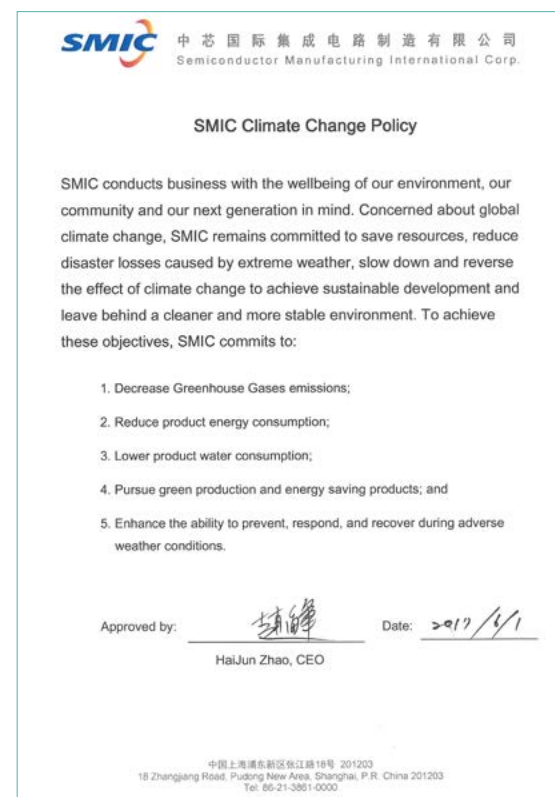 SMIC 中芯国际集成电路制造有限公司
Semiconductor Manufacturing International Corp.
SMIC Climate Change Policy
SMIC conducts business with the wellbeing of our environment, our
community and our next generation in mind. Concerned about global
climate change, SMIC remains committed to save resources, reduce
disaster losses caused by extreme weather, slow down and reverse
the effect of climate change to achieve sustainable development and
leave behind a cleaner and more stable environment. To achieve
these objectives, SMIC commits to:
1. Decrease Greenhouse Gases emissions;
2. Reduce product energy consumption;
3. Lower product water consumption;
4. Pursue green production and energy saving products; and
5. Enhance the ability to prevent, respond, and recover during adverse
weather conditions.
Approved by: Date: 2017/6/1
HaiJun Zhao, CEO
中国上海浦东新区张江路18号 201203
18 Zhangjiang Road, Pudong New Area, Shanghai, P.R. China 201203
Tel: 86-21-3861-0000